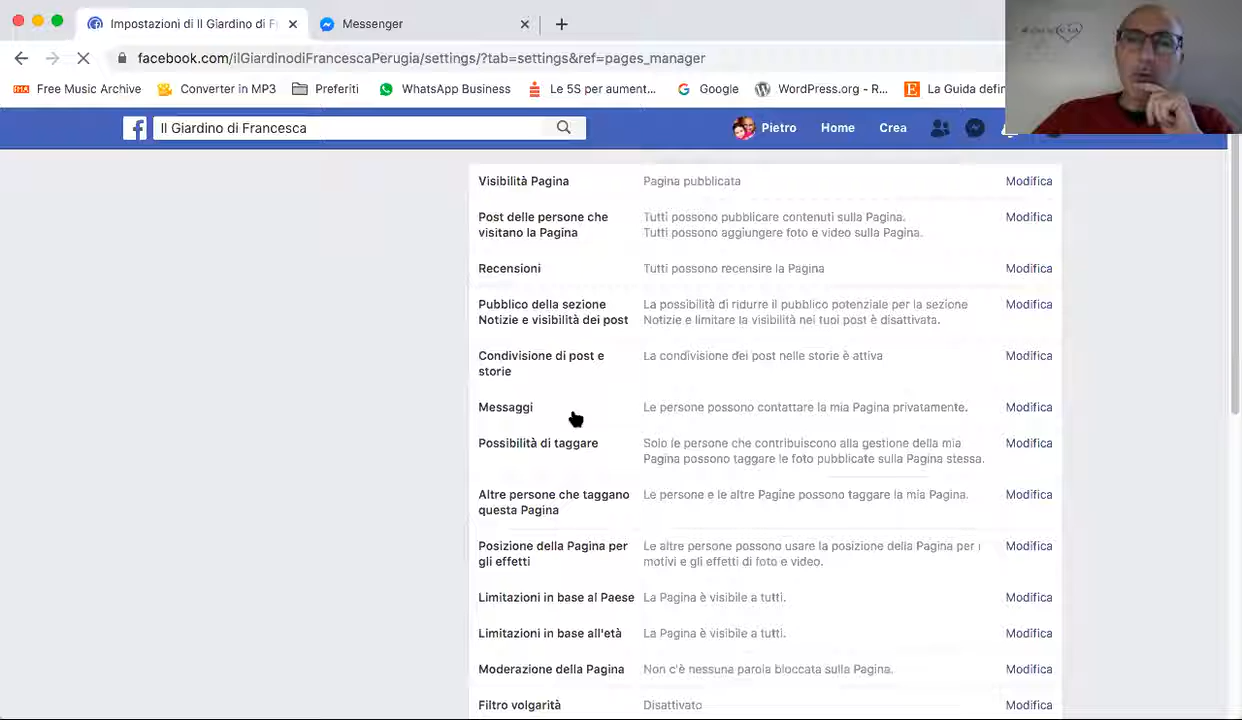 Impostazioni di Il Giardino di F
Messenger
facebook.com/ilGiardinodiFrancescaPerugia/settings/?tab=settings&ref=pages_manager
Free Music Archive
Converter in MP3
Preferiti
WhatsApp Business
Le 5S per aument...
Google
WordPress.org - R...
La Guida defin
Il Giardino di Francesca
Pietro
Home
Crea
Visibilità Pagina
Pagina pubblicata
Modifica
Post delle persone che
visitano la Pagina
Tutti possono pubblicare contenuti sulla Pagina.
Tutti possono aggiungere foto e video sulla Pagina.
Modifica
Recensioni
Tutti possono recensire la Pagina
Modifica
Pubblico della sezione
Notizie e visibilità dei post
La possibilità di ridurre il pubblico potenziale per la sezione
Notizie e limitare la visibilità nei tuoi post è disattivata.
Modifica
Condivisione di post e
storie
La condivisione dei post nelle storie è attiva
Modifica
Messaggi
Le persone possono contattare la mia Pagina privatamente.
Modifica
Possibilità di taggare
Solo le persone che contribuiscono alla gestione della mia
Pagina possono taggare le foto pubblicate sulla Pagina stessa.
Modifica
Altre persone che taggano
questa Pagina
Le persone e le altre Pagine possono taggare la mia Pagina.
Modifica
Posizione della Pagina per
gli effetti
Le altre persone possono usare la posizione della Pagina per i
motivi e gli effetti di foto e video.
Modifica
Limitazioni in base al Paese
La Pagina è visibile a tutti.
Modifica
Limitazioni in base all'età
La Pagina è visibile a tutti.
Modifica
Moderazione della Pagina
Non c'è nessuna parola bloccata sulla Pagina.
Modifica
Filtro volgarità
Disattivato
Modifica